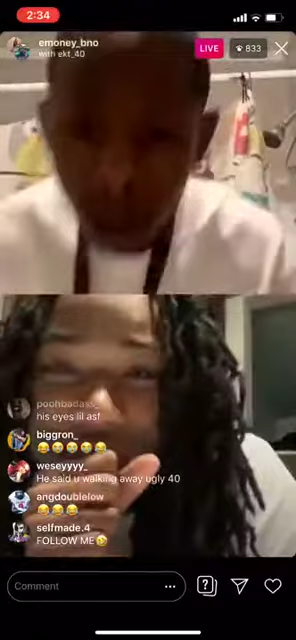 2:34
emoney_bno
with ekt_40
LIVE
833
poohbadass_
his eyes lil asf
biggron_
😂😂😂😂😂
weseyyyy_
He said u walking away ugly 40
angdoublelow
😂😂😂
selfmade.4
FOLLOW ME🤣
Comment